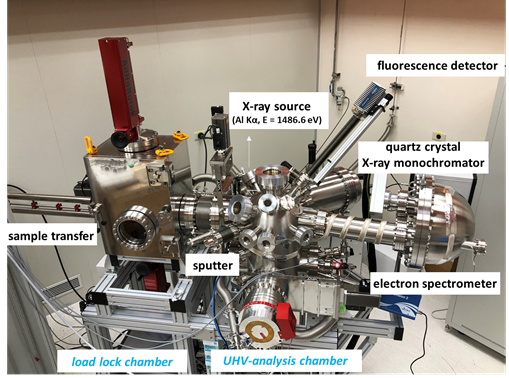 fluorescence detector
X-ray source
(Al Kα, E = 1486.6 eV)
quartz crystal
X-ray monochromator
sample transfer
sputter
electron spectrometer
load lock chamber
UHV-analysis chamber